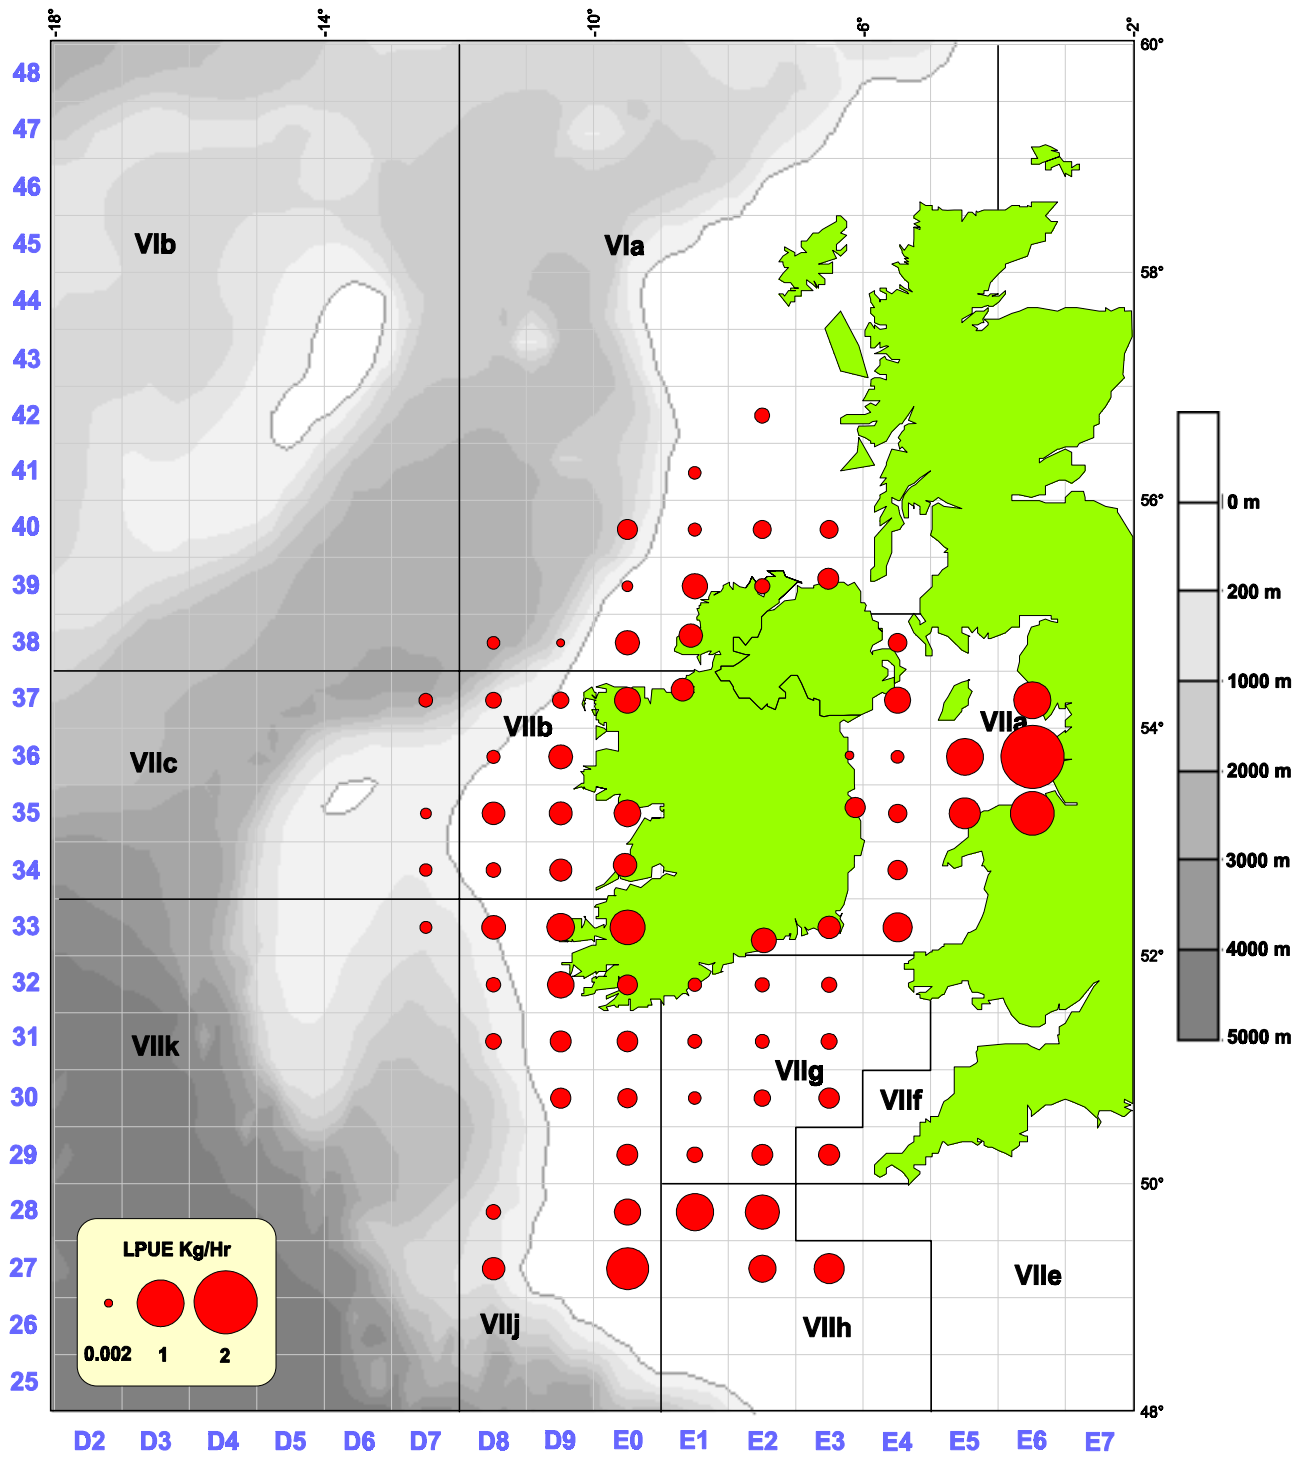 -18°
-14°
-10°
-6°
-2°
60°
48
47
46
VIb
VIa
45
58°
44
43
42
41
56°
0 m
40
39
200 m
38
1000 m
37
VIIb
VIIa
54°
VIIc
36
2000 m
35
3000 m
34
33
4000 m
52°
32
31
VIIk
5000 m
VIIg
30
VIIf
29
50°
28
LPUE Kg/Hr
27
VIIe
26
VIIj
VIIh
0.002
1
2
25
48°
D2
D3
D4
D5
D6
D7
D8
D9
E0
E1
E2
E3
E4
E5
E6
E7